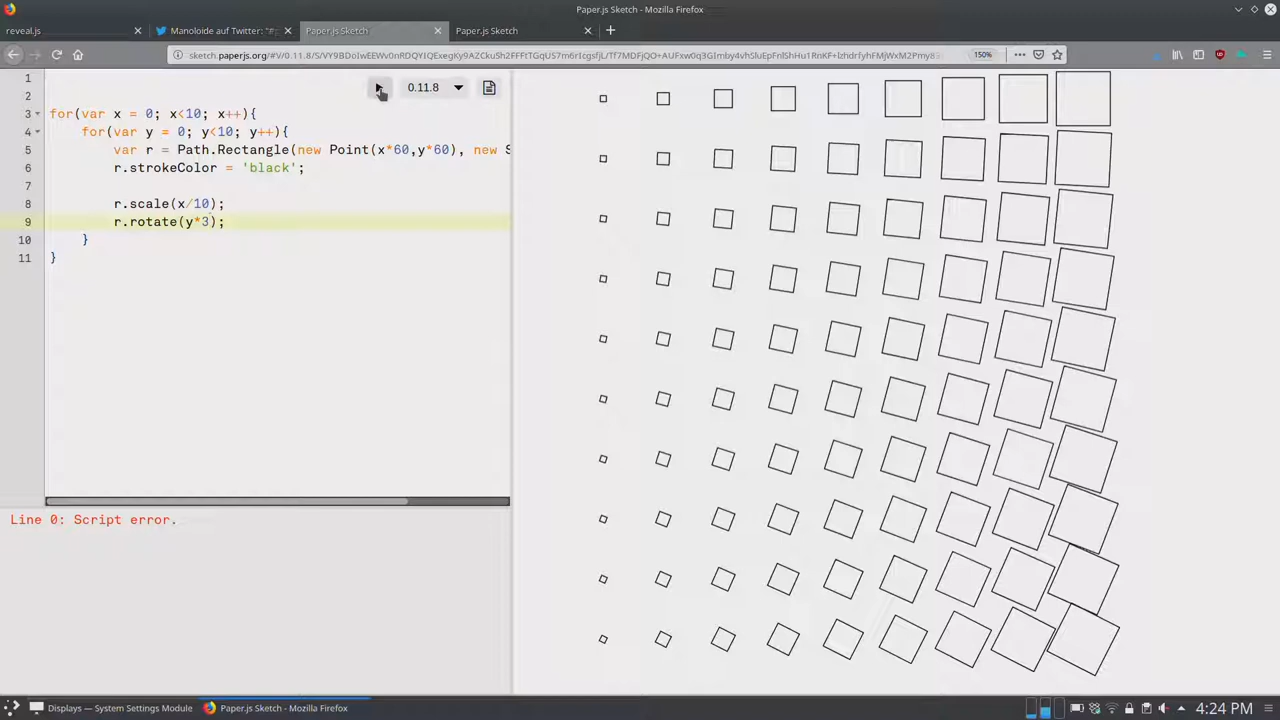 Paper.js Sketch - Mozilla Firefox
reveal.js
Manoloide auf Twitter: "#
Paper.js Sketch
Paper.js Sketch
150%
0.11.8
1
2
3 for(var x = 0; x<10; x++){
4 for(var y = 0; y<10; y++){
5 var r = Path.Rectangle(new Point(x*60,y*60), new S
6 r.strokeColor = 'black';
7
8 r.scale(x/10);
9 r.rotate(y*3);
10 }
11 }
Line 0: Script error.
Displays — System Settings Module
Paper.js Sketch - Mozilla Firefox
4:24 PM